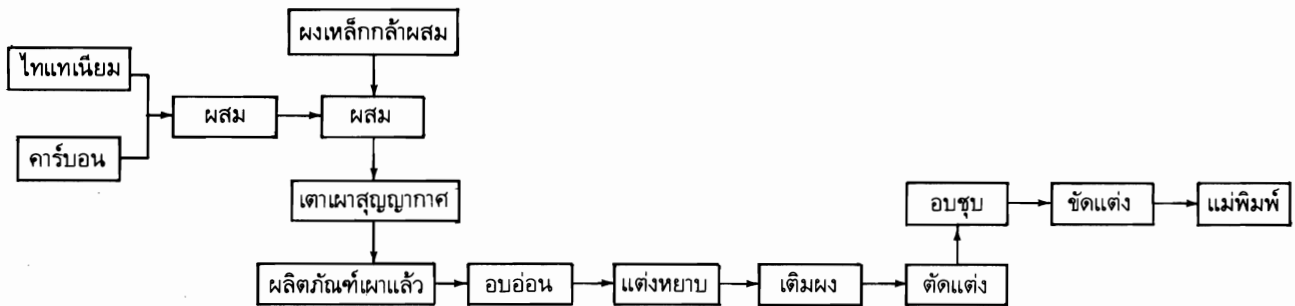 ผงเหล็กกล้าผสม
ไทแทเนียม
ผสม
ผสม
คาร์บอน
เตาเผาสุญญากาศ
อบชุบ
ขัดแต่ง
แม่พิมพ์
ผลิตภัณฑ์เผาแล้ว
อบอ่อน
แต่งหยาบ
เติมผง
ตัดแต่ง